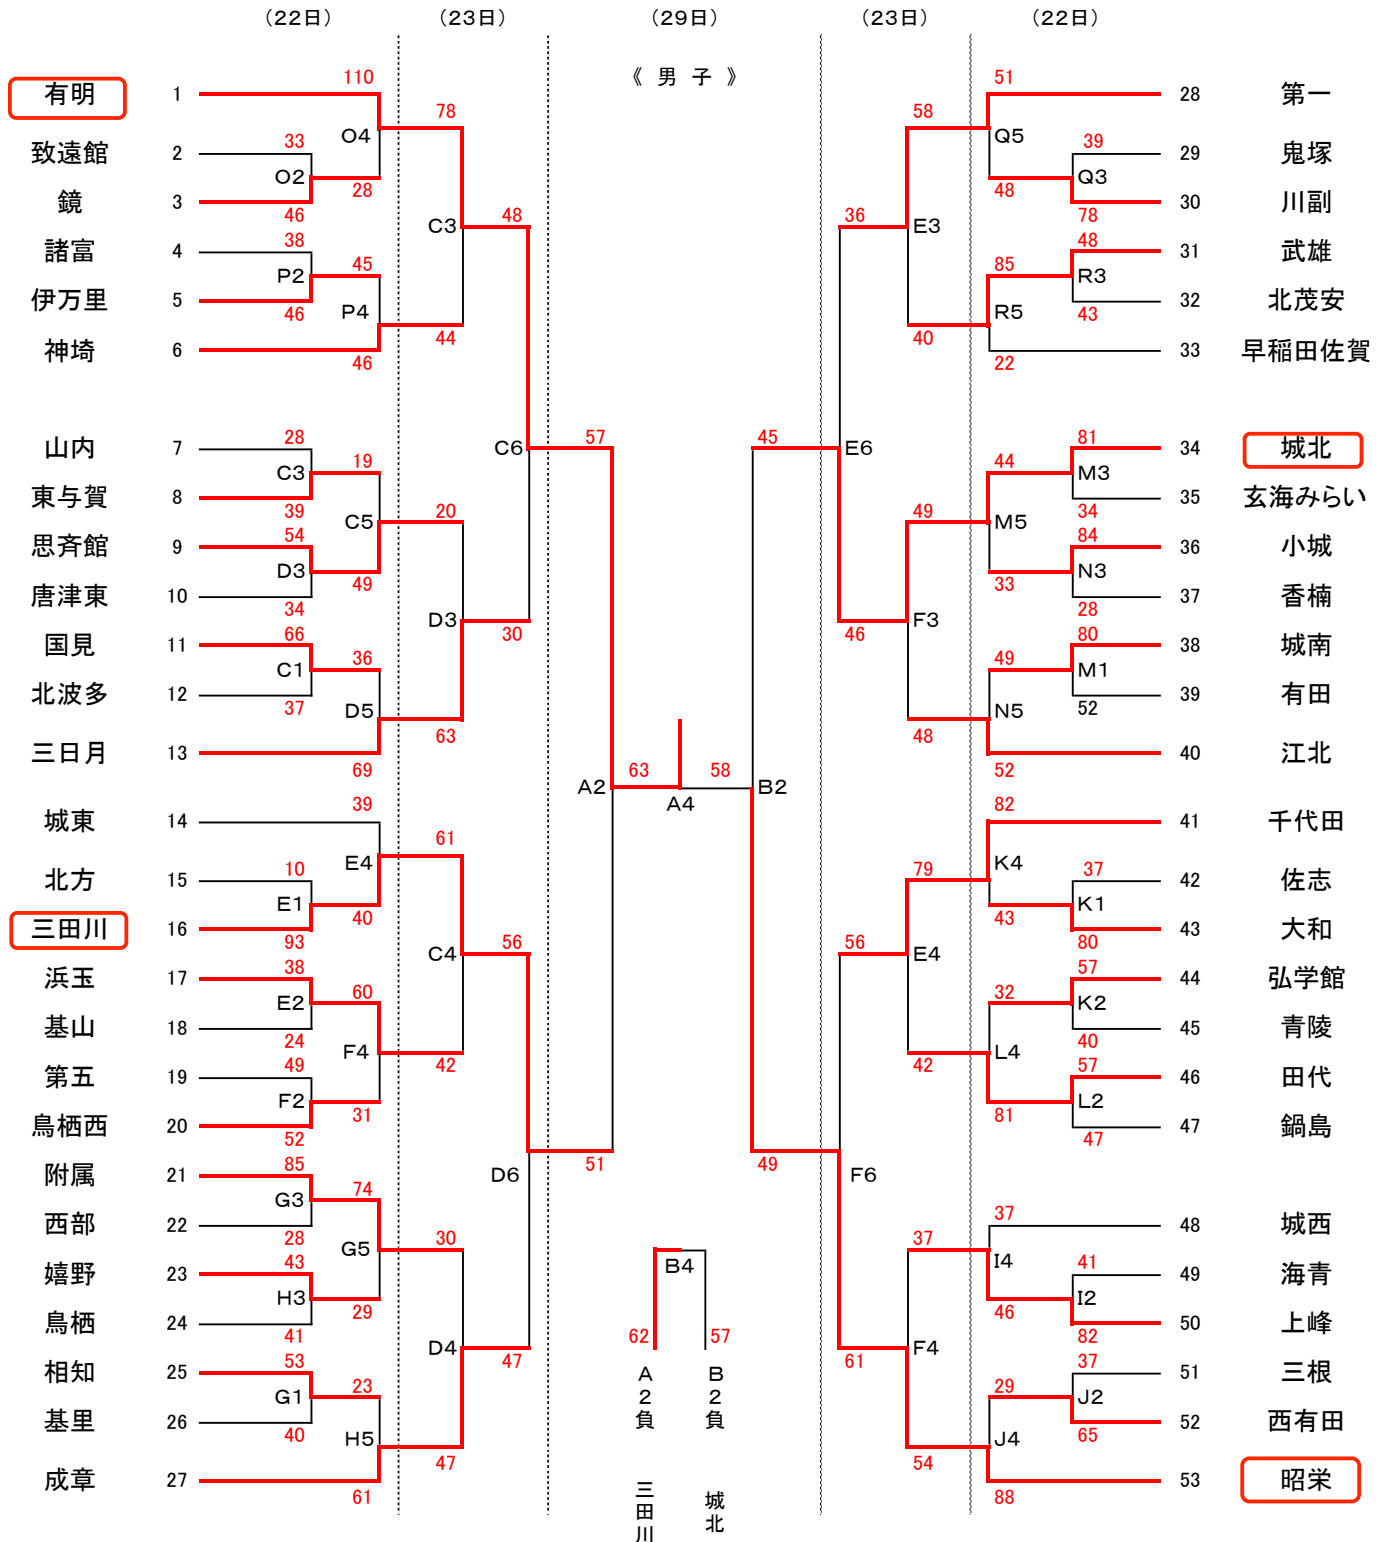 (22日) (23日) (29日) (23日) (22日)
《 男 子 》
110 51
有明 1 28 第一
78 58
O4 Q5
33 39
致遠館 2 29 鬼塚
O2 28 48 Q3
鏡 3 30 川副
46 78
48 36
C3 E3
38 48
諸富 4 31 武雄
P2 45 85 R3
伊万里 5 32 北茂安
46 P4 R5 43
44 40
神埼 6 33 早稲田佐賀
46 22
28 57 45 81
山内 7 C6 E6 34 城北
C3 19 44 M3
東与賀 8 35 玄海みらい
39 34
C5 20 49 M5
54 84
思斉館 9 36 小城
D3 49 33 N3
唐津東 10 37 香楠
34 28
D3 30 46 F3
66 80
国見 11 38 城南
C1 36 49 M1
北波多 12 39 有田
37 D5 N5 52
63 48
三日月 13 40 江北
69 52
63 58
A2 A4 B2
39 82
城東 14 41 千代田
61 79
E4 K4
10 37
北方 15 42 佐志
E1 40 43 K1
三田川 16 43 大和
93 80
C4 56 56 E4
38 57
浜玉 17 44 弘学館
E2 60 32 K2
基山 18 45 青陵
24 40
F4 42 42 L4
49 57
第五 19 46 田代
F2 31 81 L2
鳥栖西 20 47 鍋島
52 47
51 49
D6 F6
85
附属 21
G3 74 37
西部 22 48 城西
28
G5 30 37 I4
B4
43 41
嬉野 23 49 海青
H3 29 46 I2
鳥栖 24 50 上峰
41 82
62 57
D4 47 61 F4
53 37
相知 25 51 三根
A2負 B2負
G1 23 29 J2
基里 26 52 西有田
40 65
H5 47 54 J4
成章 27 53 昭栄
61 88
三田川 城北